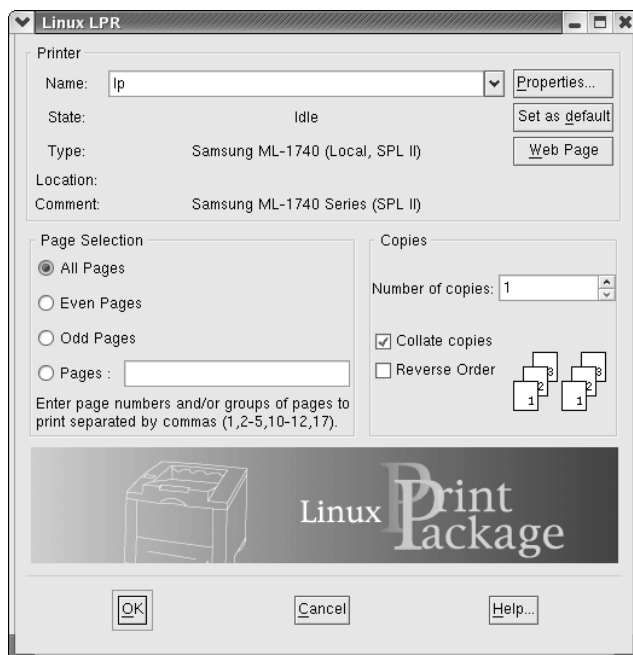 Linux LPR
Printer
Name: lp Properties...
State: Idle Set as default
Type: Samsung ML-1740 (Local, SPL II) Web Page
Location:
Comment: Samsung ML-1740 Series (SPL II)
Page Selection
All Pages
Even Pages
Odd Pages
Pages :
Enter page numbers and/or groups of pages to
print separated by commas (1,2-5,10-12,17).
Copies
Number of copies: 1
Collate copies
Reverse Order
3 3
2 2
1 1
Linux Print
Package
OK Cancel Help...